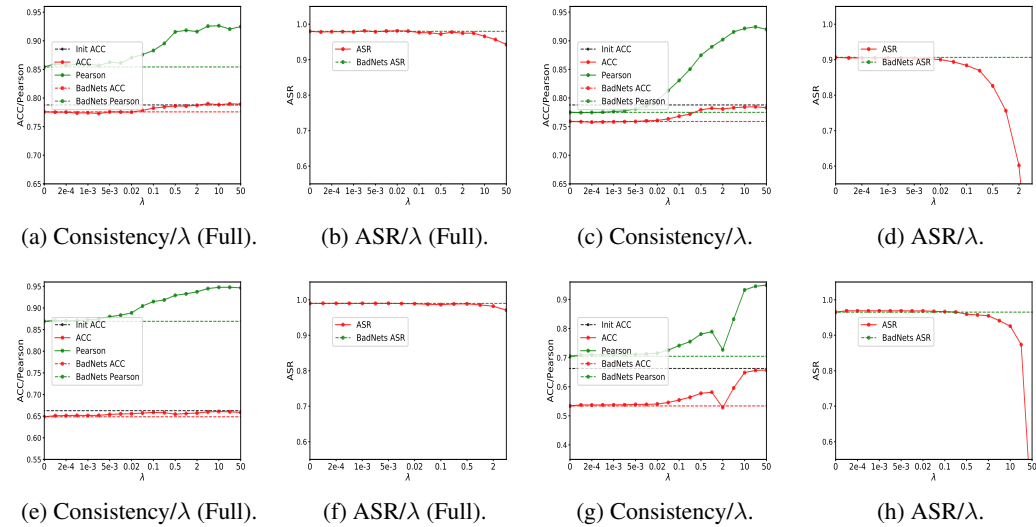 0.95
0.90
0.85
0.80
0.75
0.70
0.65
ACC/Pearson
Init ACC
ACC
Pearson
BadNets ACC
BadNets Pearson
0 2e-4 1e-3 5e-3 0.02 0.1 0.5 2 10 50
λ
(a) Consistency/λ (Full).
1.0
0.9
0.8
0.7
0.6
ASR
ASR
BadNets ASR
0 2e-4 1e-3 5e-3 0.02 0.1 0.5 2 10 50
λ
(b) ASR/λ (Full).
0.95
0.90
0.85
0.80
0.75
0.70
0.65
ACC/Pearson
Init ACC
ACC
Pearson
BadNets ACC
BadNets Pearson
0 2e-4 1e-3 5e-3 0.02 0.1 0.5 2 10 50
λ
(c) Consistency/λ.
1.0
0.9
0.8
0.7
0.6
ASR
ASR
BadNets ASR
0 2e-4 1e-3 5e-3 0.02 0.1 0.5 2
λ
(d) ASR/λ.
0.95
0.90
0.85
0.80
0.75
0.70
0.65
0.60
0.55
ACC/Pearson
Init ACC
ACC
Pearson
BadNets ACC
BadNets Pearson
0 2e-4 1e-3 5e-3 0.02 0.1 0.5 2 10 50
λ
(e) Consistency/λ (Full).
1.0
0.9
0.8
0.7
0.6
ASR
ASR
BadNets ASR
0 2e-4 1e-3 5e-3 0.02 0.1 0.5 2
λ
(f) ASR/λ (Full).
0.9
0.8
0.7
0.6
0.5
0.4
ACC/Pearson
Init ACC
ACC
Pearson
BadNets ACC
BadNets Pearson
0 2e-4 1e-3 5e-3 0.02 0.1 0.5 2 10 50
λ
(g) Consistency/λ.
1.0
0.9
0.8
0.7
0.6
ASR
ASR
BadNets ASR
0 2e-4 1e-3 5e-3 0.02 0.1 0.5 2 10 50
λ
(h) ASR/λ.